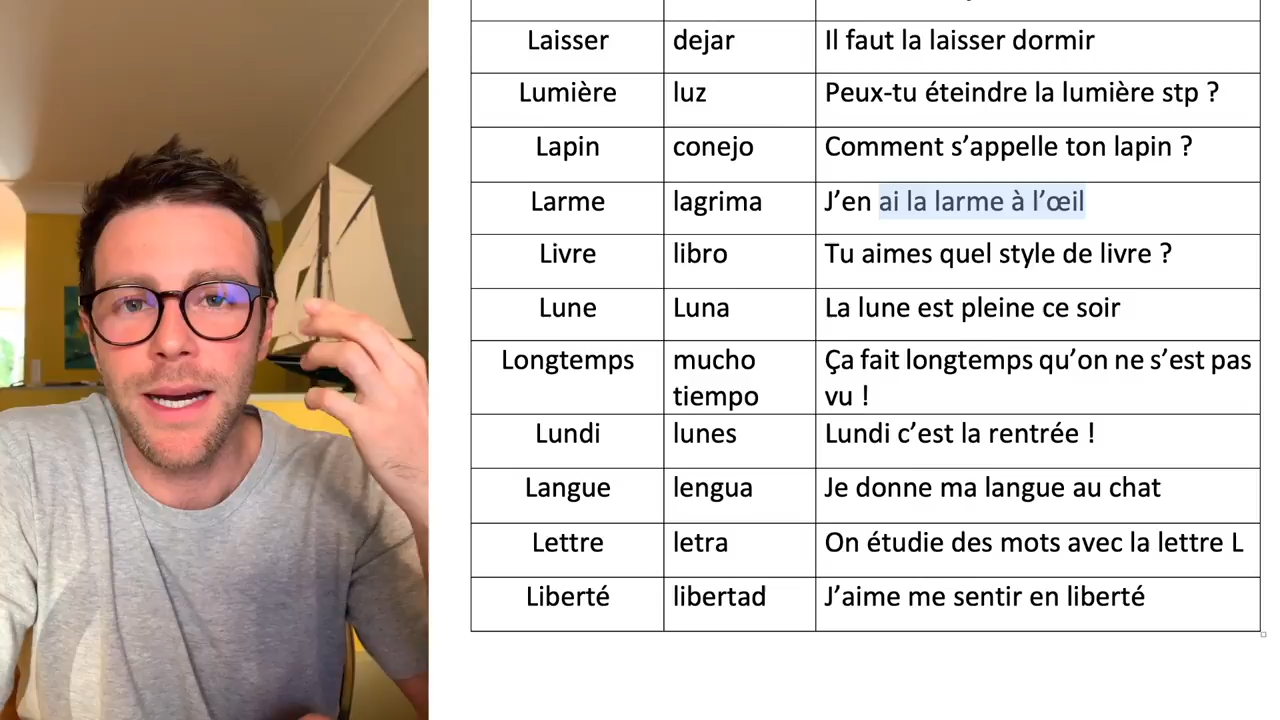 Laisser dejar Il faut la laisser dormir
Lumière luz Peux-tu éteindre la lumière stp ?
Lapin conejo Comment s’appelle ton lapin ?
Larme lagrima J’en ai la larme à l’œil
Livre libro Tu aimes quel style de livre ?
Lune Luna La lune est pleine ce soir
Longtemps mucho Ça fait longtemps qu’on ne s’est pas
tiempo vu !
Lundi lunes Lundi c’est la rentrée !
Langue lengua Je donne ma langue au chat
Lettre letra On étudie des mots avec la lettre L
Liberté libertad J’aime me sentir en liberté